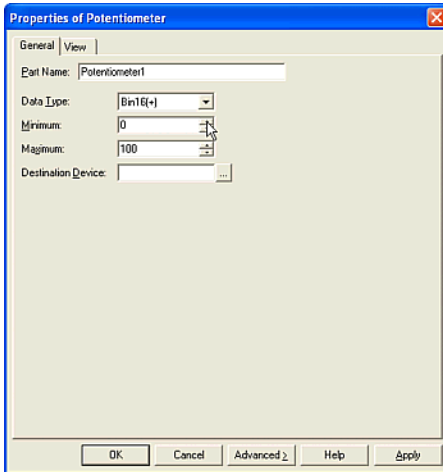 Properties of Potentiometer
General View
Part Name: Potentiometer1
Data Type: Bin16(+)
Minimum: 0
Maximum: 100
Destination Device: ...
OK Cancel Advanced > Help Apply